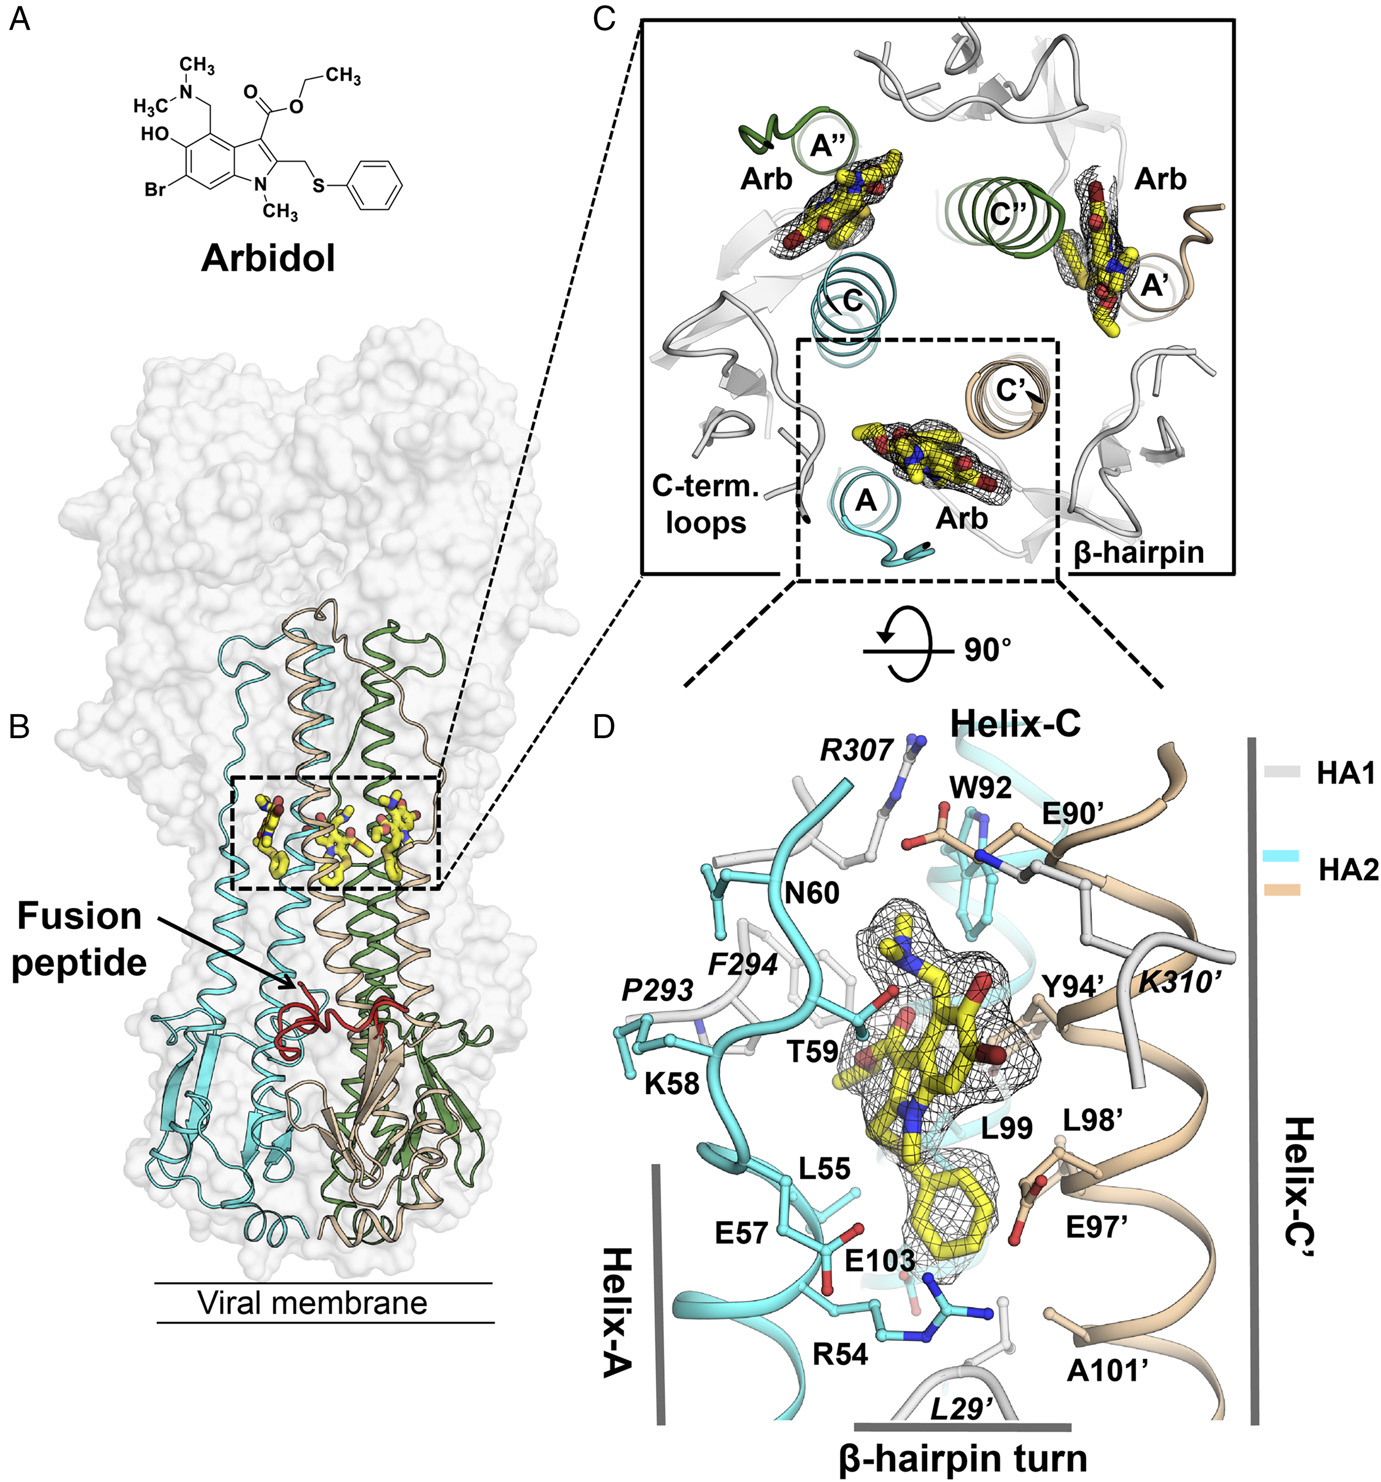 A
CH₃
N
H₃C
HO
Br
O
O
CH₃
S
N
CH₃
Arbidol
B
Fusion
peptide
Viral membrane
C
A”
Arb
C”
Arb
A’
C
C’
C-term.
loops
A
Arb
β-hairpin
90°
D
Helix-C
R307
W92
E90’
HA1
HA2
N60
F294
P293
Y94’
K310’
T59
K58
L99
L98’
L55
E57
E103
E97’
Helix-A
Helix-C’
R54
A101’
L29’
β-hairpin turn